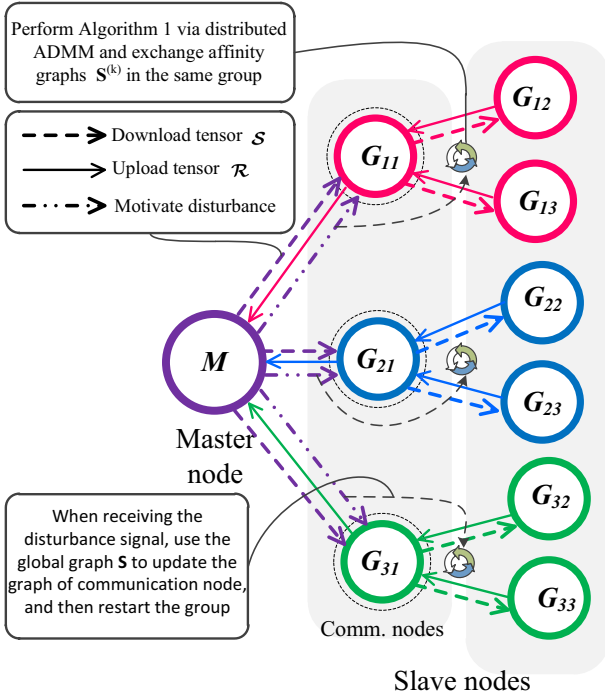 Perform Algorithm 1 via distributed
ADMM and exchange affinity
graphs S^(k) in the same group
Download tensor 𝒮
Upload tensor ℛ
Motivate disturbance
G12
G11
G13
G22
M
G21
G23
Master
node
G32
When receiving the
disturbance signal, use the
global graph S to update the
graph of communication node,
and then restart the group
G31
G33
Comm. nodes
Slave nodes